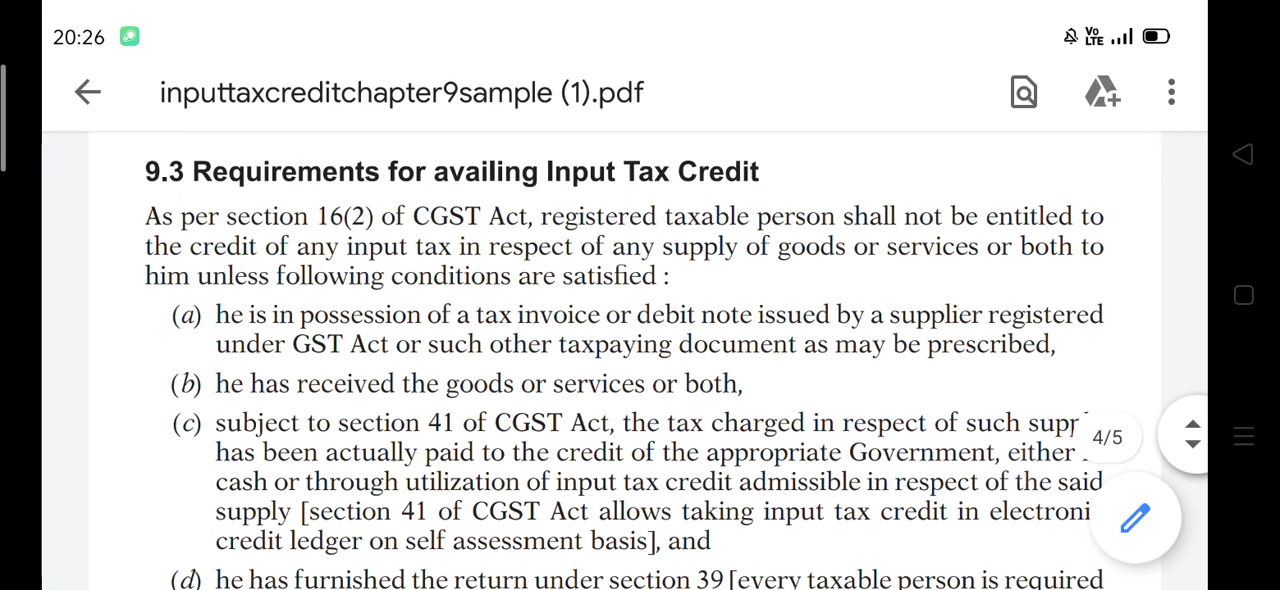 20:26
Vo LTE
inputtaxcreditchapter9sample (1).pdf
9.3 Requirements for availing Input Tax Credit
As per section 16(2) of CGST Act, registered taxable person shall not be entitled to
the credit of any input tax in respect of any supply of goods or services or both to
him unless following conditions are satisfied :
(a) he is in possession of a tax invoice or debit note issued by a supplier registered
under GST Act or such other taxpaying document as may be prescribed,
(b) he has received the goods or services or both,
(c) subject to section 41 of CGST Act, the tax charged in respect of such
has been actually paid to the credit of the appropriate Government, either
4/5
cash or through utilization of input tax credit admissible in respect of the said
supply [section 41 of CGST Act allows taking input tax credit in electroni
credit ledger on self assessment basis], and
(d) he has furnished the return under section 39 [every taxable person is required